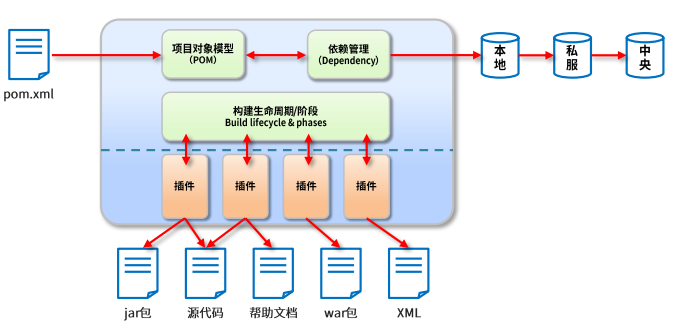 项目对象模型
（POM）
依赖管理
（Dependency）
本
地
私
服
中
央
pom.xml
构建生命周期/阶段
Build lifecycle & phases
插件
插件
插件
插件
jar包
源代码
帮助文档
war包
XML